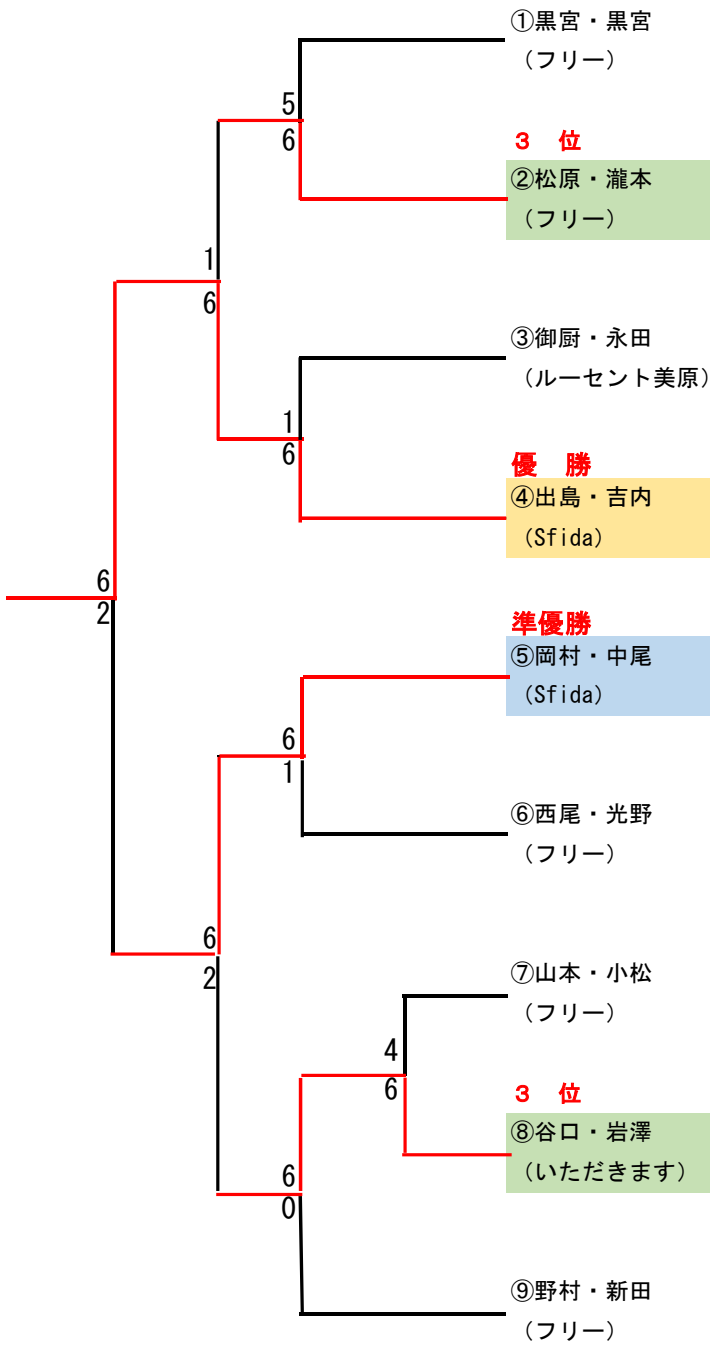 ①黒宮・黒宮
（フリー）
5
6
３　位
②松原・瀧本
（フリー）
1
6
③御厨・永田
（ルーセント美原）
1
6
優　勝
④出島・吉内
（Sfida）
6
2
準優勝
⑤岡村・中尾
（Sfida）
6
1
⑥西尾・光野
（フリー）
6
2
⑦山本・小松
（フリー）
4
6
３　位
⑧谷口・岩澤
（いただきます）
6
0
⑨野村・新田
（フリー）